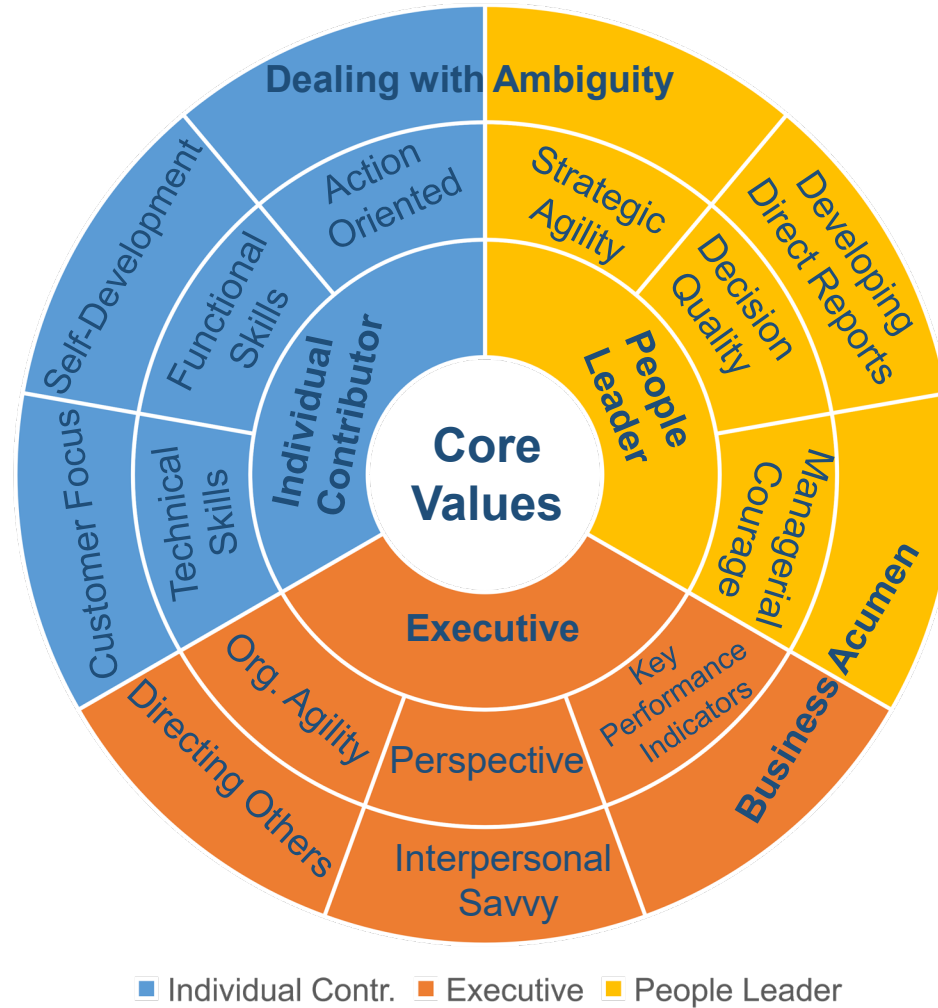 Dealing with Ambiguity
Action
Oriented
Strategic
Agility
Self-Development
Functional
Skills
Decision
Quality
Developing
Direct Reports
Individual
Contributor
People
Leader
Core
Values
Customer Focus
Technical
Skills
Managerial
Courage
Executive
Org. Agility
Perspective
Key
Performance
Indicators
Business Acumen
Directing Others
Interpersonal
Savvy
Individual Contr.
Executive
People Leader